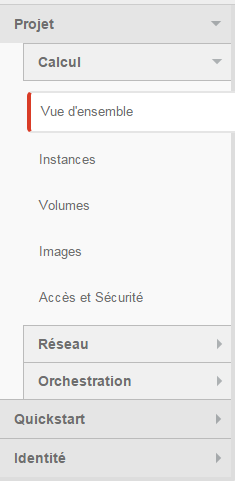 Projet
Calcul
Vue d'ensemble
Instances
Volumes
Images
Accès et Sécurité
Réseau
Orchestration
Quickstart
Identité